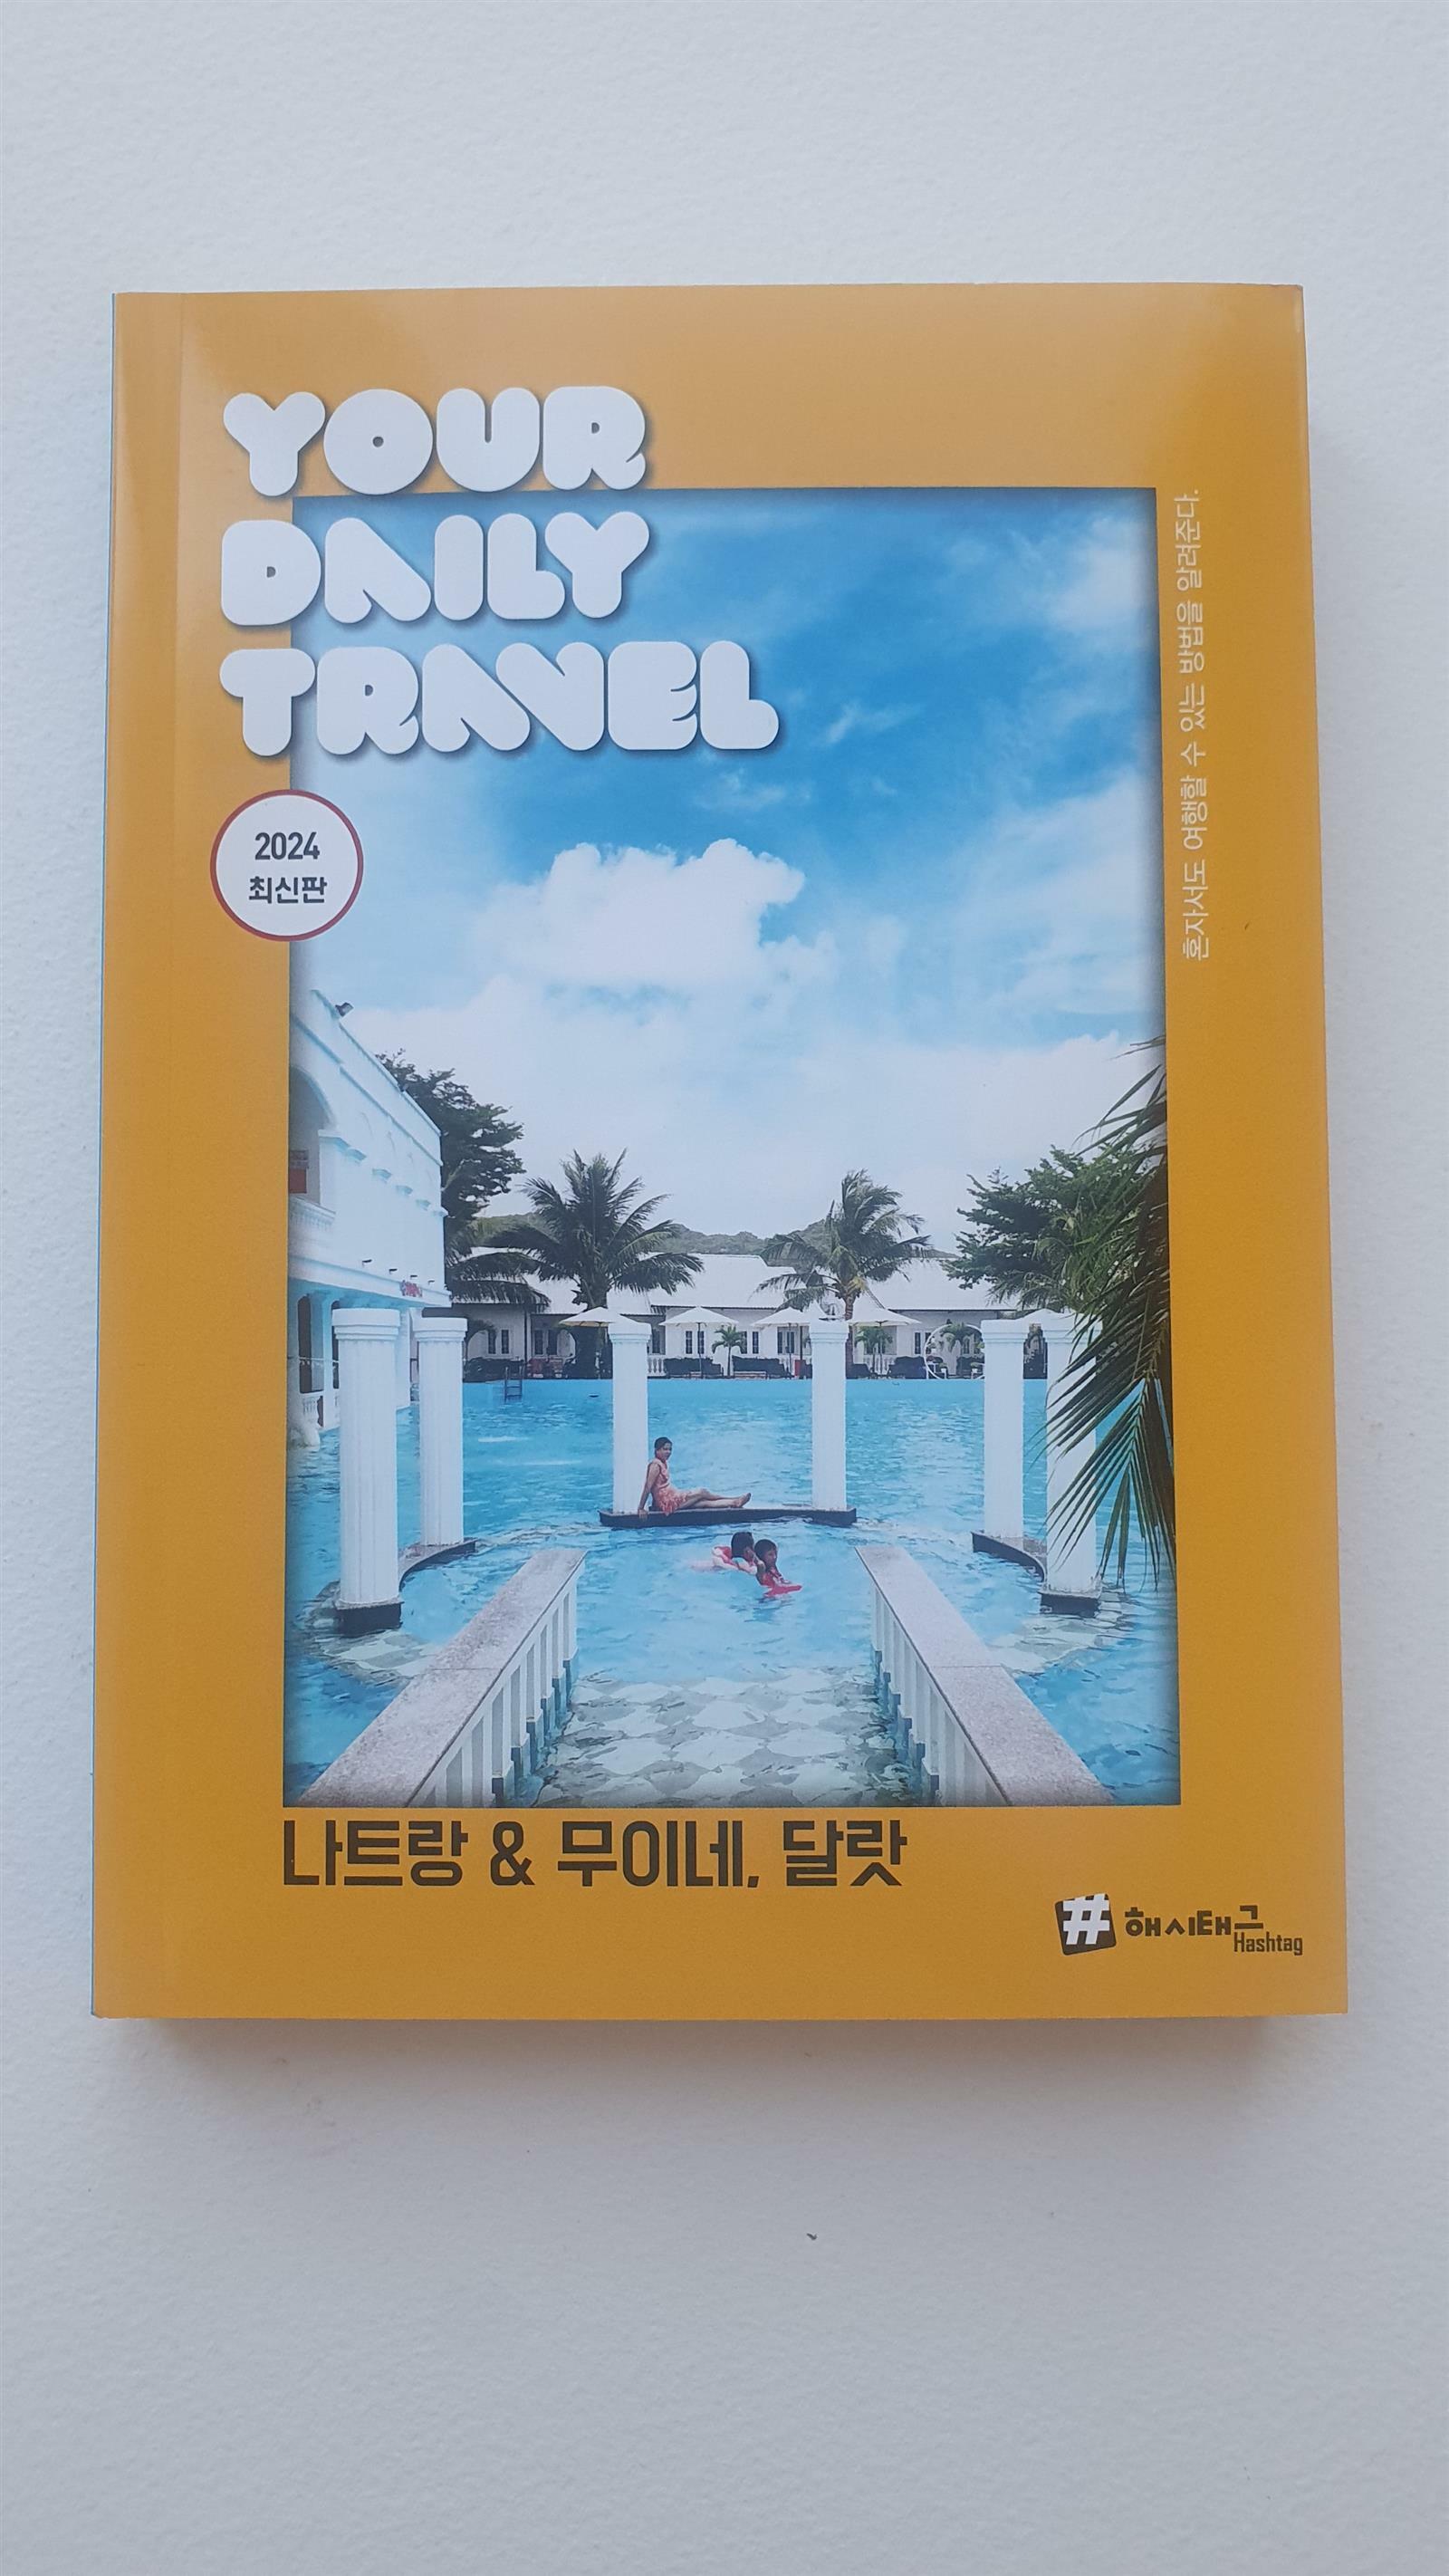 YOUR
DAILY
TRAVEL
혼자서도 여행할 수 있는 방법을 알려준다.
2024
최신판
나트랑 & 무이네, 달랏
# 해시태그
Hashtag